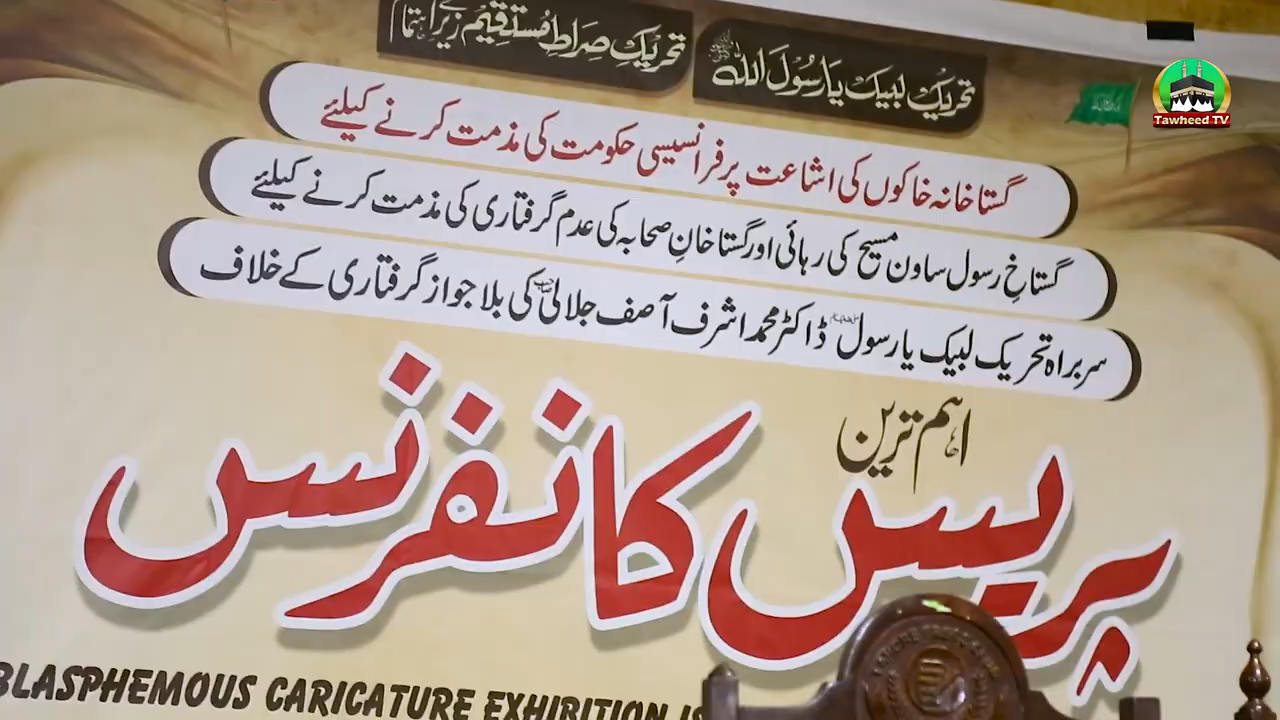 تحریک لبیک یارسول اللہ تحریک صراط مستقیم زیر اہتمام
Tawheed TV
گستاخانہ خاکوں کی اشاعت پر فرانسیسی حکومت کی مذمت کرنے کیلئے
گستاخِ رسول ساون مسیح کی رہائی اور گستاخانِ صحابہ کی عدم گرفتاری کی مذمت کرنے کیلئے
سربراہ تحریک لبیک یارسول ڈاکٹر محمد اشرف آصف جلالی کی بلا جواز گرفتاری کے خلاف
اہم ترین
پریس کانفرنس
BLASPHEMOUS CARICATURE EXHIBITION IS